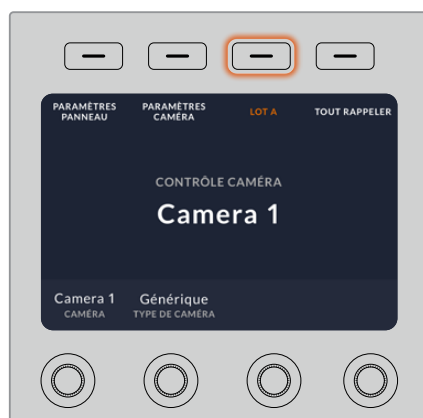 PARAMÈTRES PANNEAU
PARAMÈTRES CAMÉRA
LOT A
TOUT RAPPELER
CONTRÔLE CAMÉRA
Camera 1
Camera 1
CAMÉRA
Générique
TYPE DE CAMÉRA